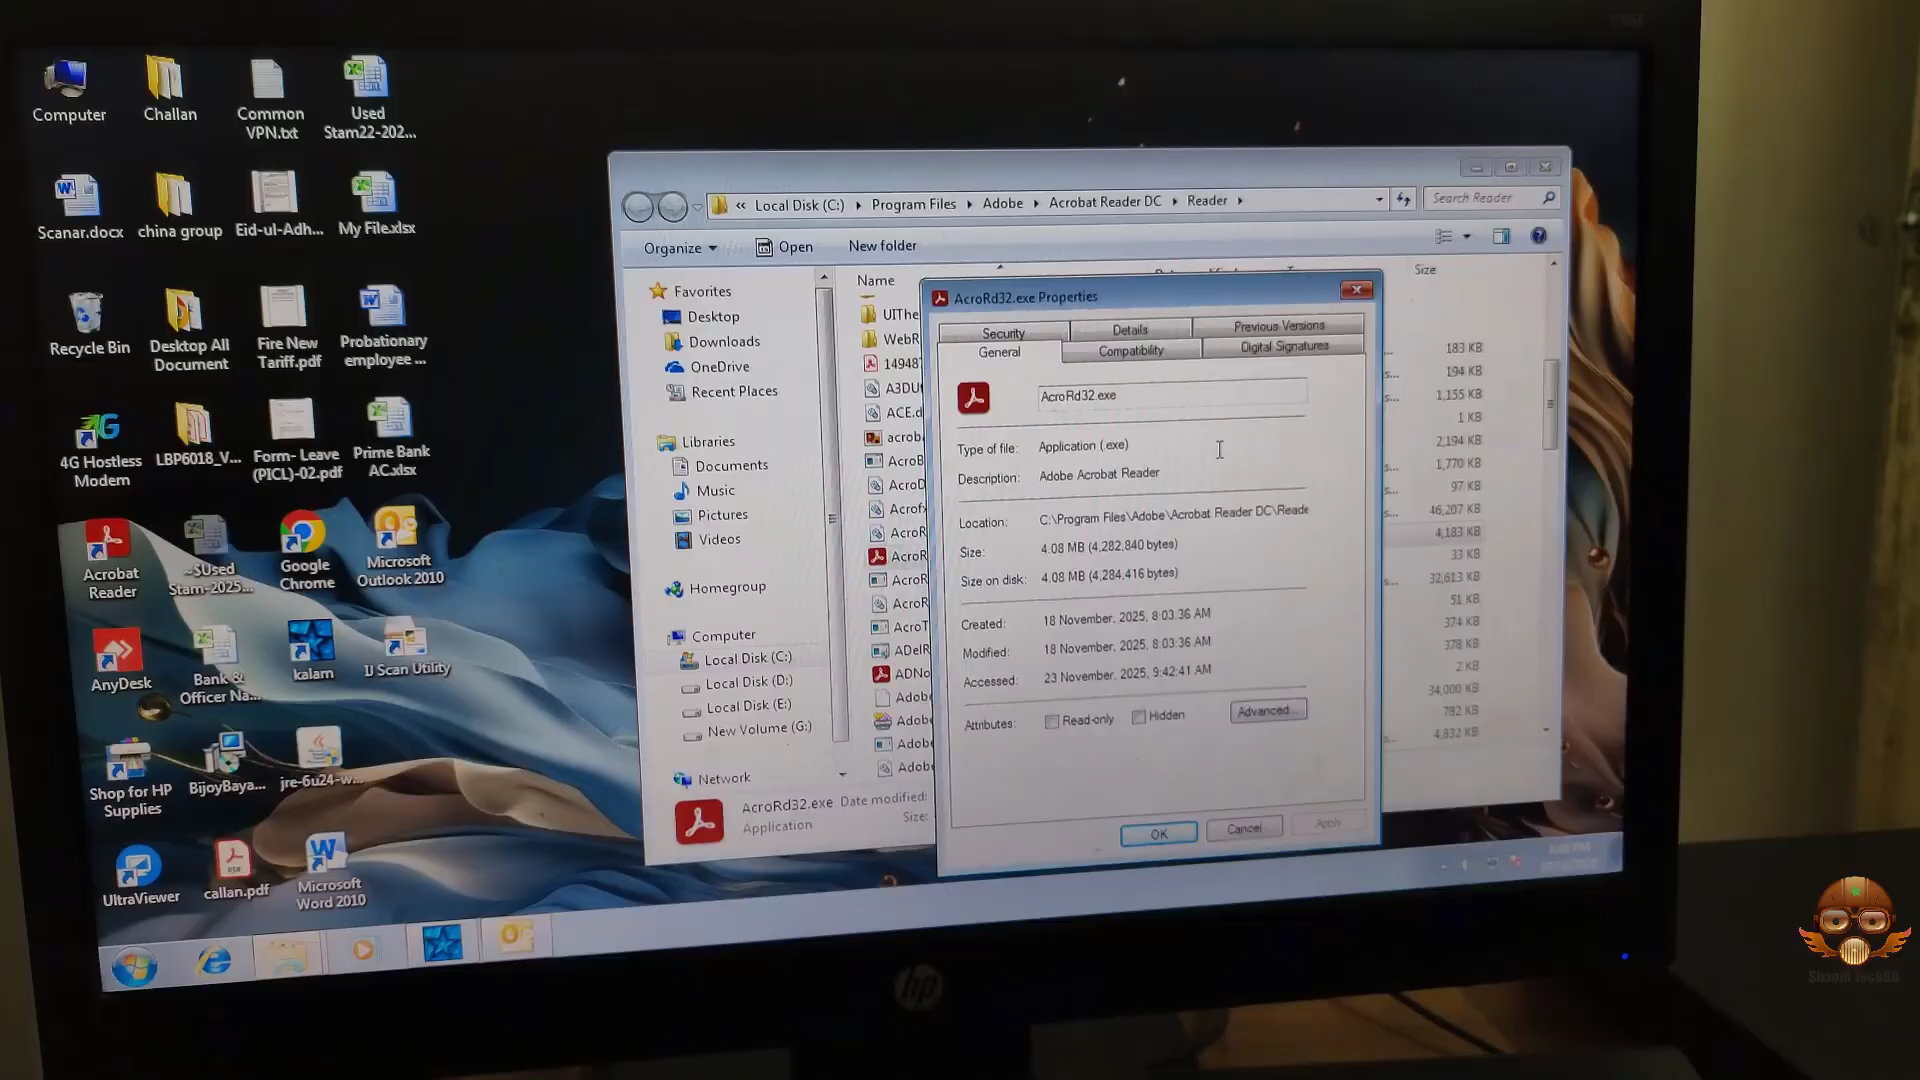 Computer
Challan
Common
VPN.txt
Used
Stam22-202...
Scanar.docx
china group
Eid-ul-Adh...
My File.xlsx
Recycle Bin
Desktop All
Document
Fire New
Tariff.pdf
Probationary
employee ...
4G Hostless
Modem
LBP6018_V...
Form- Leave
(PICL)-02.pdf
Prime Bank
AC.xlsx
Acrobat
Reader
~$Used
Stam-2025...
Google
Chrome
Microsoft
Outlook 2010
AnyDesk
Bank &
Officer Na...
kalam
IJ Scan Utility
Shop for HP
Supplies
BijoyBaya...
jre-6u24-w...
UltraViewer
callan.pdf
Microsoft
Word 2010
« Local Disk (C:) Program Files Adobe Acrobat Reader DC Reader
Search Reader
Organize Open New folder
Favorites
Desktop
Downloads
OneDrive
Recent Places
Libraries
Documents
Music
Pictures
Videos
Homegroup
Computer
Local Disk (C:)
Local Disk (D:)
Local Disk (E:)
New Volume (G:)
Network
Name
Size
UIThe
WebR
14948
A3DU
ACE.d
acroba
AcroB
AcroD
Acrofx
AcroR
AcroR
AcroR
AcroR
AcroT
ADelR
ADNo
Adobe
Adobe
Adobe
Adobe
183 KB
194 KB
1,155 KB
1 KB
2,194 KB
1,770 KB
97 KB
46,207 KB
4,183 KB
33 KB
32,613 KB
51 KB
374 KB
378 KB
2 KB
34,000 KB
782 KB
4,832 KB
AcroRd32.exe Date modified:
Application
Size:
AcroRd32.exe Properties
Security Details Previous Versions
General Compatibility Digital Signatures
AcroRd32.exe
Type of file: Application (.exe)
Description: Adobe Acrobat Reader
Location: C:\Program Files\Adobe\Acrobat Reader DC\Reade
Size: 4.08 MB (4,282,840 bytes)
Size on disk: 4.08 MB (4,284,416 bytes)
Created: 18 November, 2025, 8:03:36 AM
Modified: 18 November, 2025, 8:03:36 AM
Accessed: 23 November, 2025, 9:42:41 AM
Attributes: Read-only Hidden Advanced...
OK Cancel Apply
hp